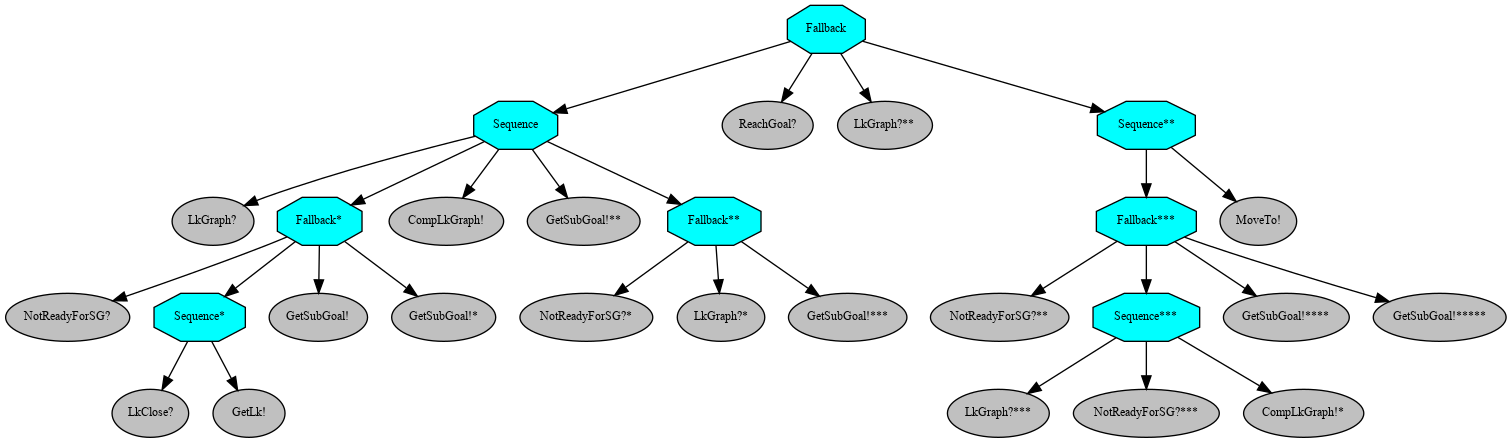 Fallback
Sequence
ReachGoal?
LkGraph?**
Sequence**
LkGraph?
Fallback*
CompLkGraph!
GetSubGoal!**
Fallback**
Fallback***
MoveTo!
NotReadyForSG?
Sequence*
GetSubGoal!
GetSubGoal!*
NotReadyForSG?*
LkGraph?*
GetSubGoal!***
NotReadyForSG?**
Sequence***
GetSubGoal!****
GetSubGoal!*****
LkClose?
GetLk!
LkGraph?***
NotReadyForSG?***
CompLkGraph!*